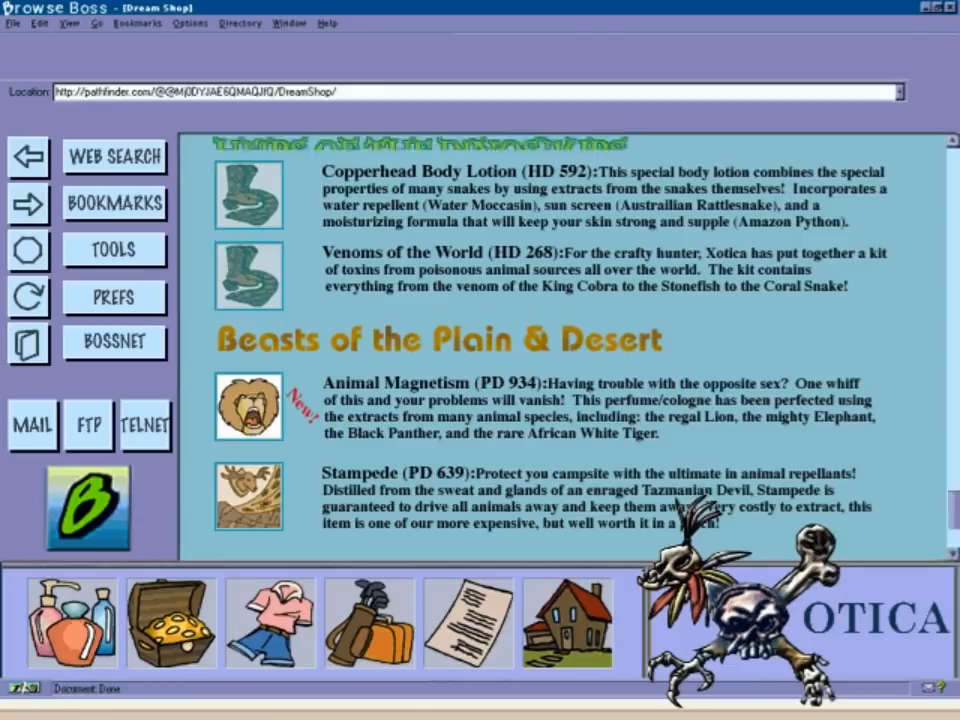 Browse Boss - [Dream Shop]
File Edit View Go Bookmarks Options Directory Window Help
Location: http://pathfinder.com/@@Mj0DYJAE6QMAQJfQ/DreamShop/
WEB SEARCH
BOOKMARKS
TOOLS
PREFS
BOSSNET
MAIL FTP TELNET
B
Copperhead Body Lotion (HD 592):This special body lotion combines the special
properties of many snakes by using extracts from the snakes themselves! Incorporates a
water repellent (Water Moccasin), sun screen (Austrailian Rattlesnake), and a
moisturizing formula that will keep your skin strong and supple (Amazon Python).
Venoms of the World (HD 268):For the crafty hunter, Xotica has put together a kit
of toxins from poisonous animal sources all over the world. The kit contains
everything from the venom of the King Cobra to the Stonefish to the Coral Snake!
Beasts of the Plain & Desert
New!
Animal Magnetism (PD 934):Having trouble with the opposite sex? One whiff
of this and your problems will vanish! This perfume/cologne has been perfected using
the extracts from many animal species, including: the regal Lion, the mighty Elephant,
the Black Panther, and the rare African White Tiger.
Stampede (PD 639):Protect you campsite with the ultimate in animal repellants!
Distilled from the sweat and glands of an enraged Tazmanian Devil, Stampede is
guaranteed to drive all animals away and keep them Very costly to extract, this
item is one of our more expensive, but well worth it in a
OTICA
Document: Done